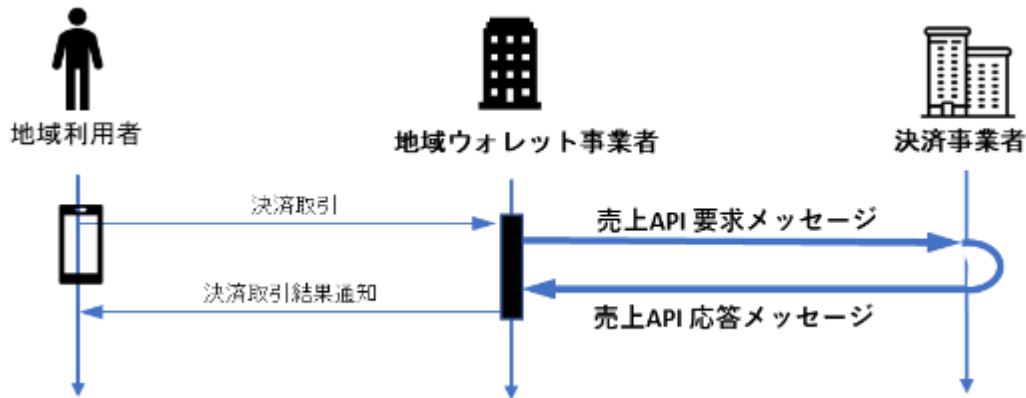 地域利用者
地域ウォレット事業者
決済事業者
決済取引
売上API 要求メッセージ
決済取引結果通知
売上API 応答メッセージ